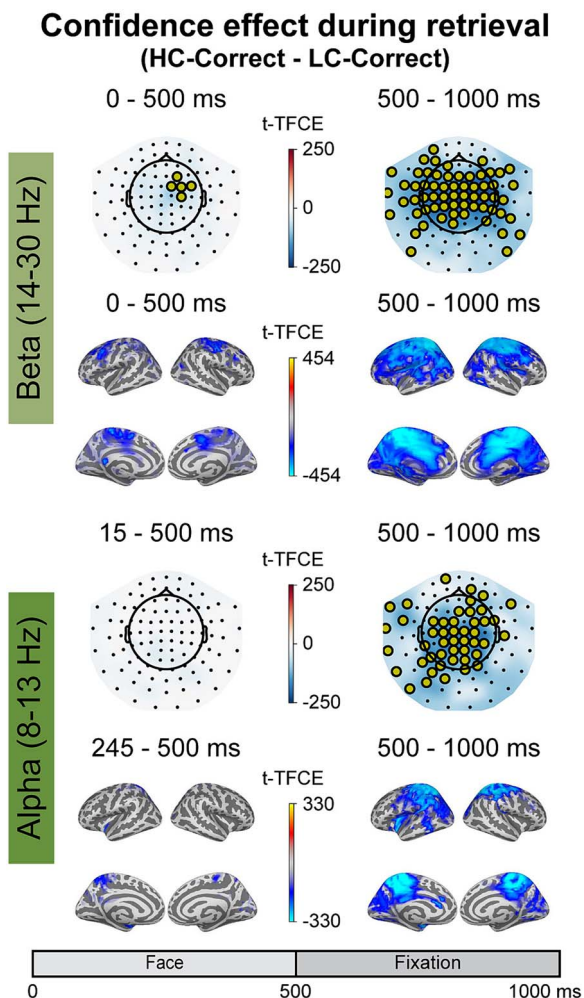 Confidence effect during retrieval
(HC-Correct - LC-Correct)
Beta (14-30 Hz)
0 - 500 ms
500 - 1000 ms
t-TFCE
250
0
-250
0 - 500 ms
500 - 1000 ms
t-TFCE
454
-454
Alpha (8-13 Hz)
15 - 500 ms
500 - 1000 ms
t-TFCE
250
0
-250
245 - 500 ms
500 - 1000 ms
t-TFCE
330
-330
Face
Fixation
0
500
1000 ms